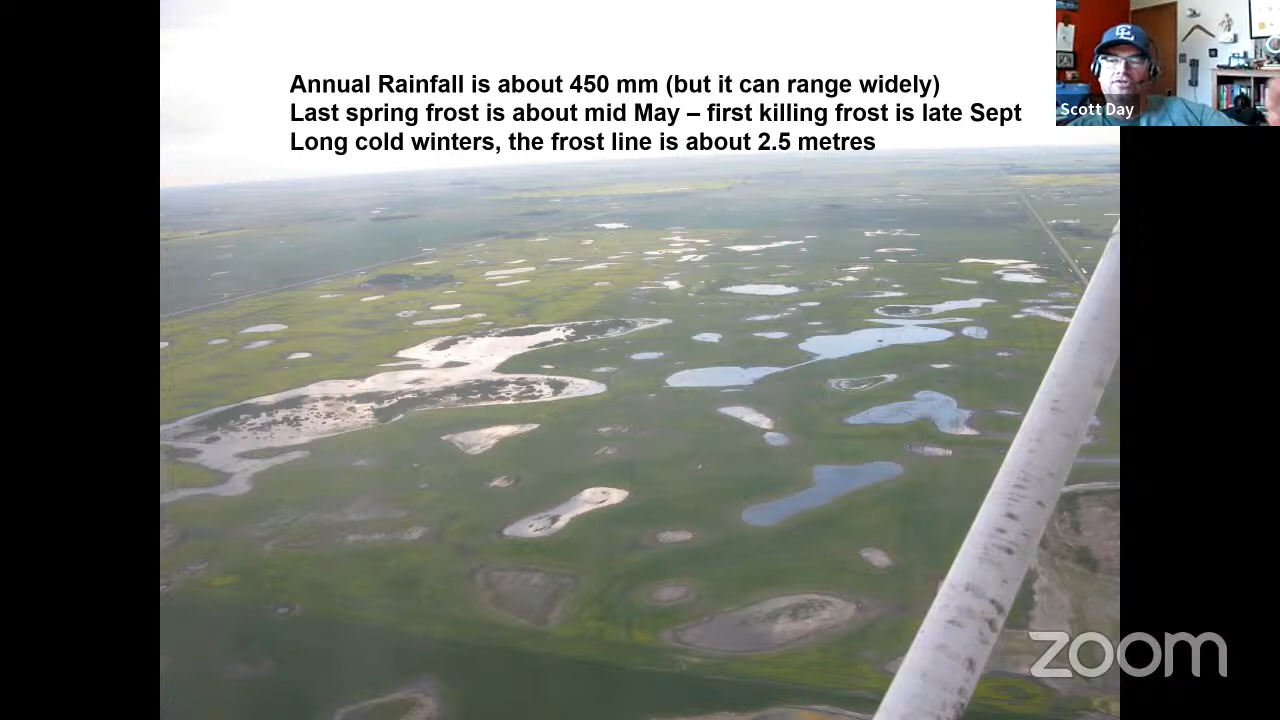 Annual Rainfall is about 450 mm (but it can range widely)
Last spring frost is about mid May – first killing frost is late Sept
Long cold winters, the frost line is about 2.5 metres
Scott Day
zoom